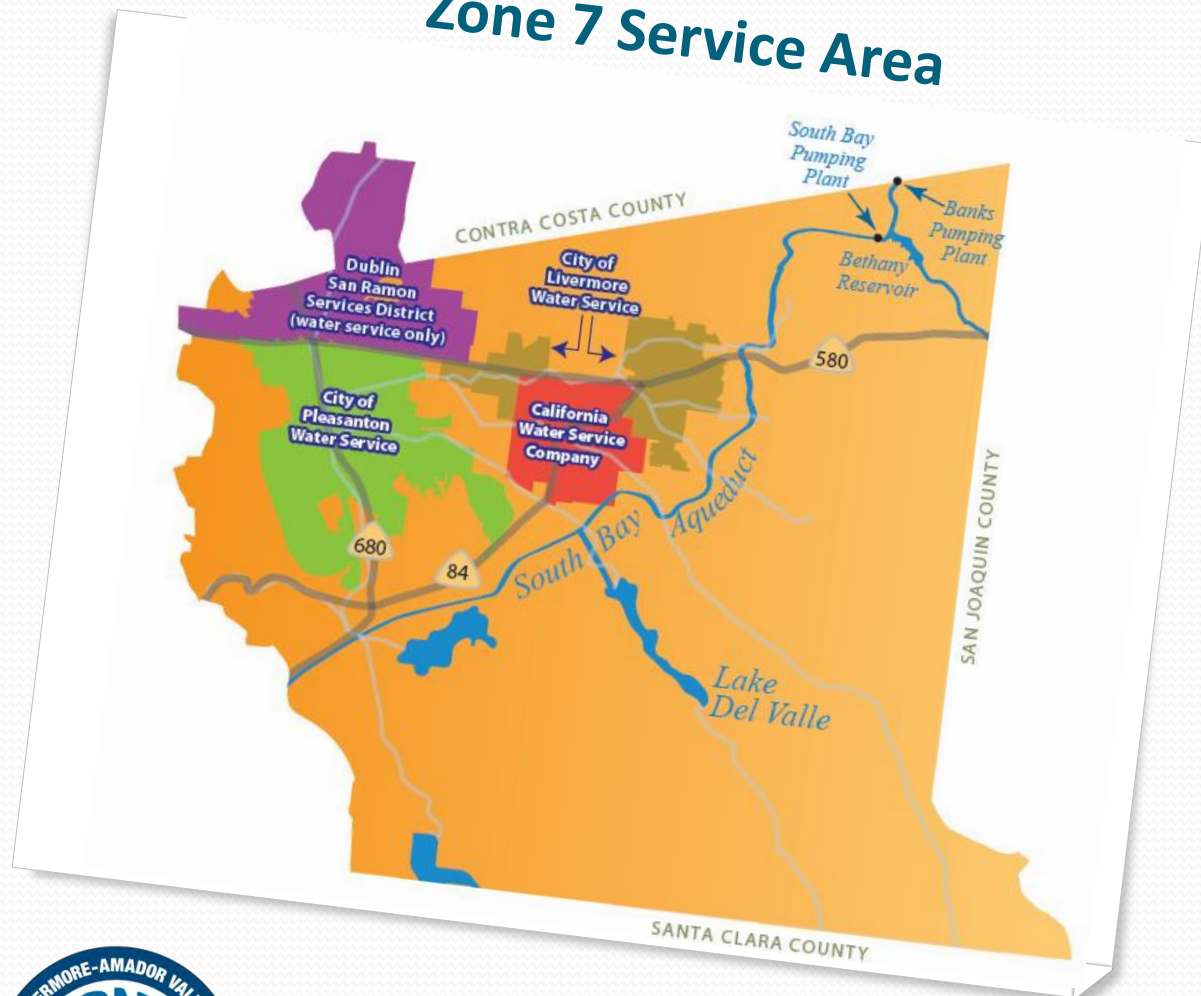 Zone 7 Service Area
South Bay
Pumping
Plant
Banks
Pumping
Plant
CONTRA COSTA COUNTY
Bethany
Reservoir
Dublin
San Ramon
Services District
(water service only)
City of
Livermore
Water Service
580
City of
Pleasanton
Water Service
California
Water Service
Company
SAN JOAQUIN COUNTY
South Bay Aqueduct
680
84
Lake
Del Valle
SANTA CLARA COUNTY